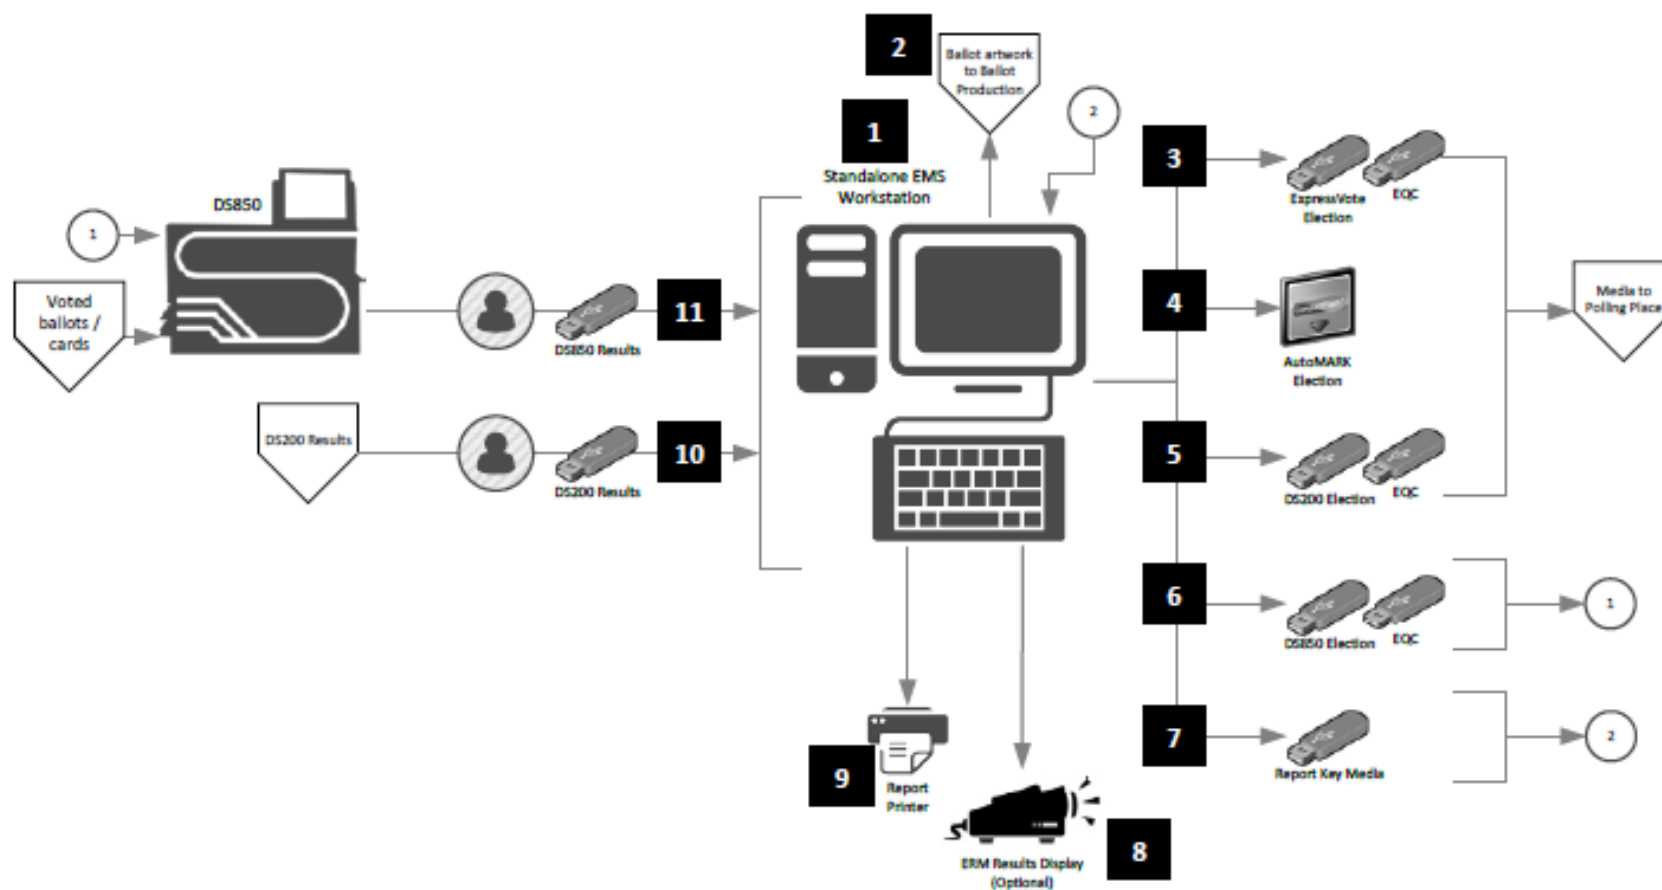 2
Ballot artwork
to Ballot
Production
2
1
Standalone EMS
Workstation
3
ExpressVote
Election
EQC
DS850
1
Voted
ballots /
cards
DS850 Results
11
4
AutoMARK
Election
Media to
Polling Place
DS200 Results
DS200 Results
10
5
DS200 Election
EQC
6
DS850 Election
EQC
1
7
Report Key Media
2
9
Report
Printer
8
ERM Results Display
(Optional)